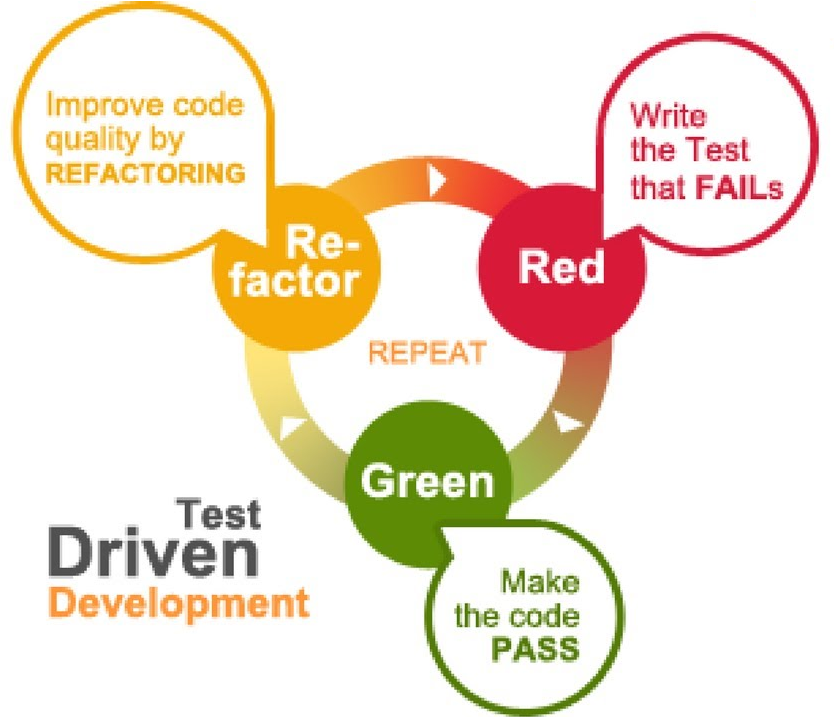 Improve code
quality by
REFACTORING
Write
the Test
that FAILs
Re-
factor
Red
REPEAT
Green
Test
Driven
Development
Make
the code
PASS